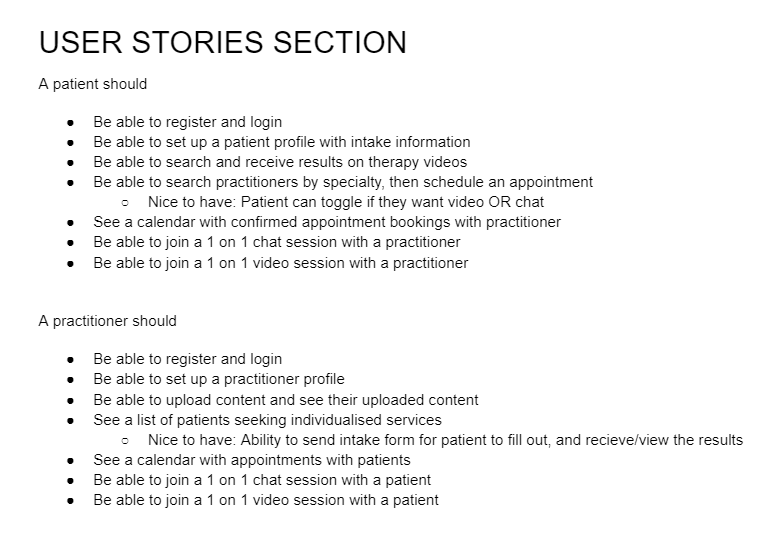 USER STORIES SECTION
A patient should
● Be able to register and login
● Be able to set up a patient profile with intake information
● Be able to search and receive results on therapy videos
● Be able to search practitioners by specialty, then schedule an appointment
○ Nice to have: Patient can toggle if they want video OR chat
● See a calendar with confirmed appointment bookings with practitioner
● Be able to join a 1 on 1 chat session with a practitioner
● Be able to join a 1 on 1 video session with a practitioner
A practitioner should
● Be able to register and login
● Be able to set up a practitioner profile
● Be able to upload content and see their uploaded content
● See a list of patients seeking individualised services
○ Nice to have: Ability to send intake form for patient to fill out, and recieve/view the results
● See a calendar with appointments with patients
● Be able to join a 1 on 1 chat session with a patient
● Be able to join a 1 on 1 video session with a patient